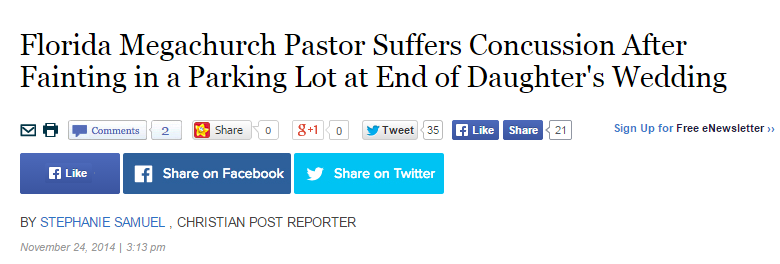 Florida Megachurch Pastor Suffers Concussion After
Fainting in a Parking Lot at End of Daughter's Wedding
Comments 2 Share 0 g+1 0 Tweet 35 Like Share 21 Sign Up for Free eNewsletter ››
Like Share on Facebook Share on Twitter
BY STEPHANIE SAMUEL , CHRISTIAN POST REPORTER
November 24, 2014 | 3:13 pm